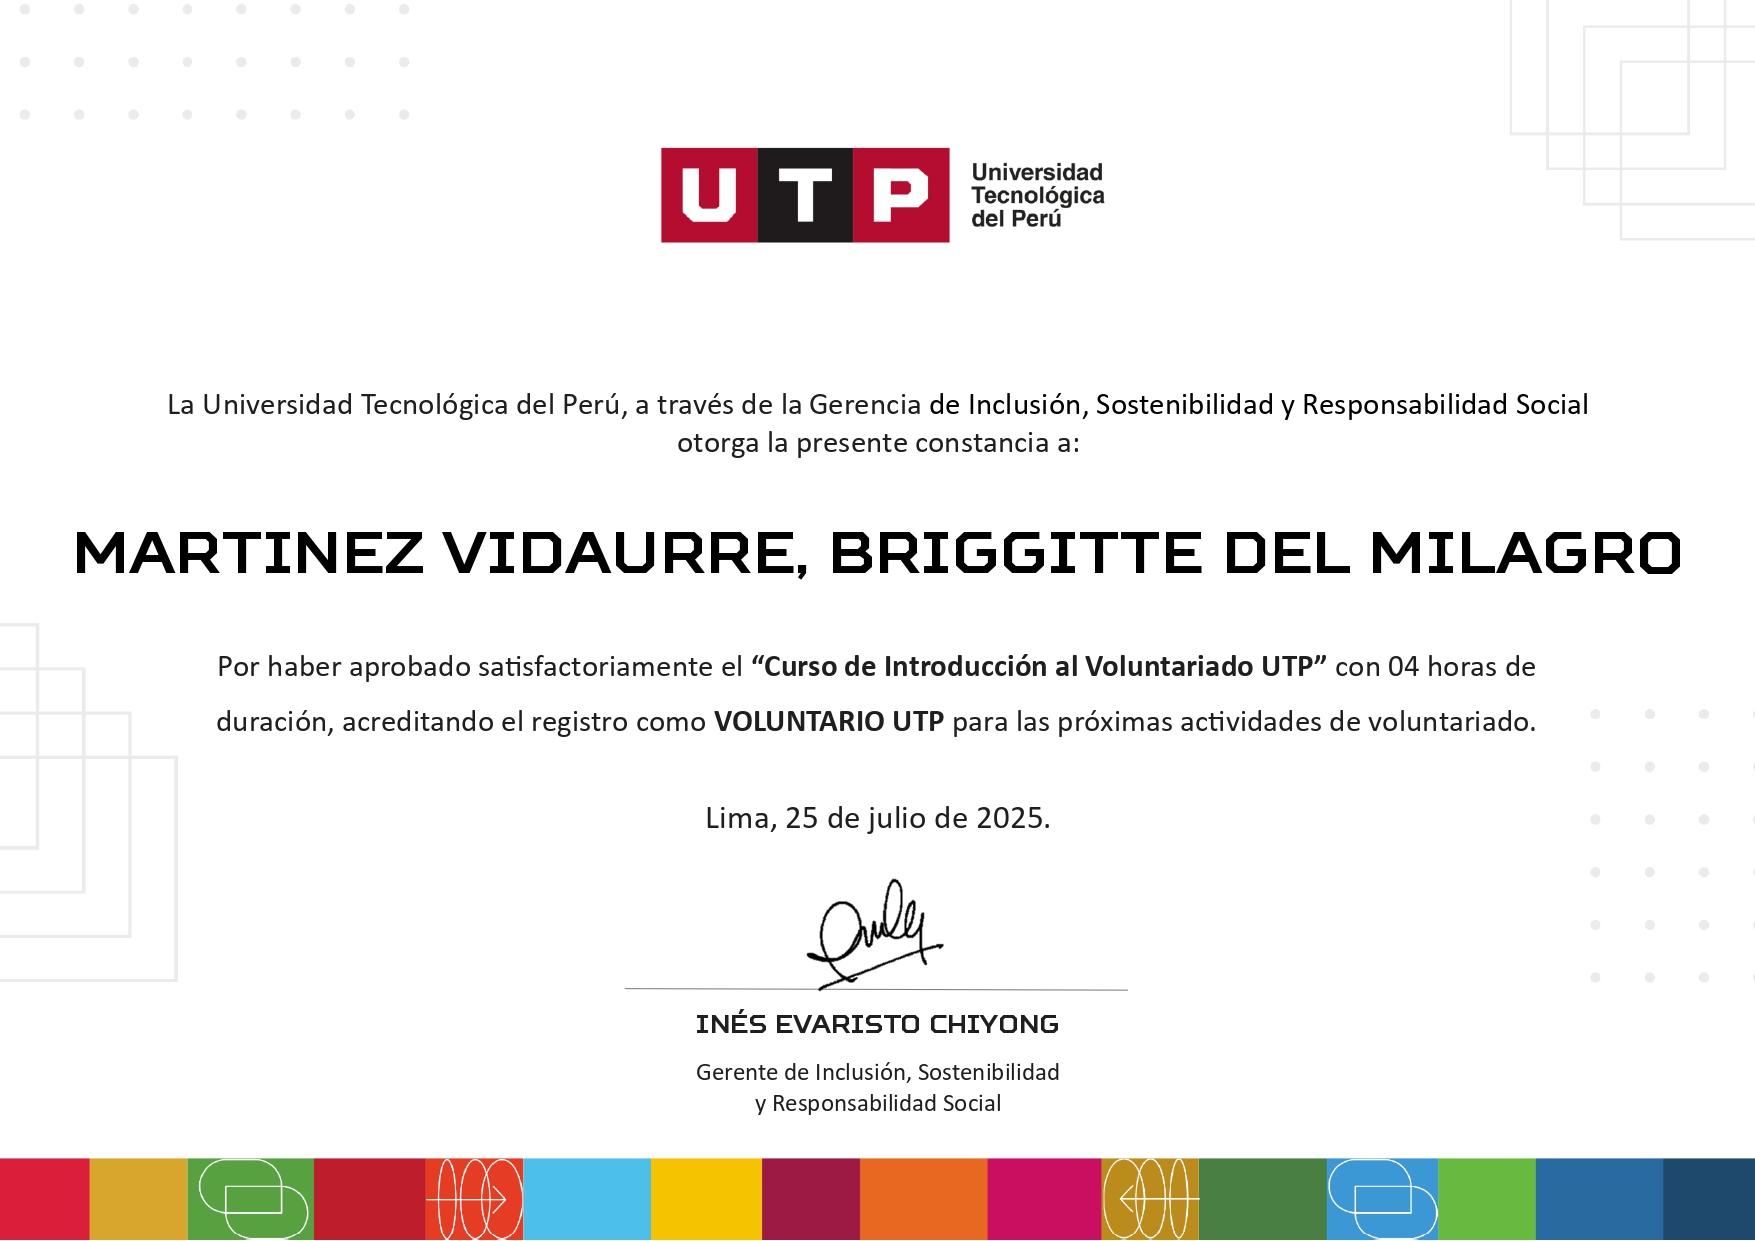 UTP
Universidad
Tecnológica
del Perú
La Universidad Tecnológica del Perú, a través de la Gerencia de Inclusión, Sostenibilidad y Responsabilidad Social
otorga la presente constancia a:
MARTINEZ VIDAURRE, BRIGGITTE DEL MILAGRO
Por haber aprobado satisfactoriamente el “Curso de Introducción al Voluntariado UTP” con 04 horas de
duración, acreditando el registro como VOLUNTARIO UTP para las próximas actividades de voluntariado.
Lima, 25 de julio de 2025.
INÉS EVARISTO CHIYONG
Gerente de Inclusión, Sostenibilidad
y Responsabilidad Social